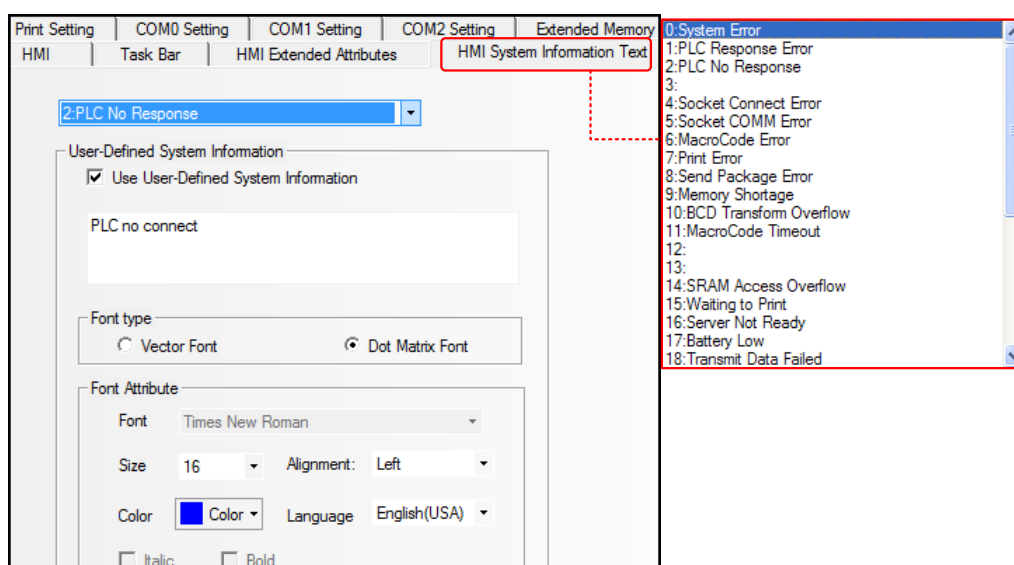 Print Setting COM0 Setting COM1 Setting COM2 Setting Extended Memory
HMI Task Bar HMI Extended Attributes HMI System Information Text
2:PLC No Response
User-Defined System Information
Use User-Defined System Information
PLC no connect
Font type
Vector Font Dot Matrix Font
Font Attribute
Font Times New Roman
Size 16 Alignment: Left
Color Color Language English(USA)
Italic Bold
0:System Error
1:PLC Response Error
2:PLC No Response
3:
4:Socket Connect Error
5:Socket COMM Error
6:MacroCode Error
7:Print Error
8:Send Package Error
9:Memory Shortage
10:BCD Transform Overflow
11:MacroCode Timeout
12:
13:
14:SRAM Access Overflow
15:Waiting to Print
16:Server Not Ready
17:Battery Low
18:Transmit Data Failed